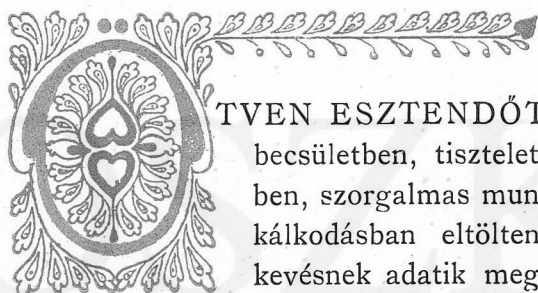 ÖTVEN ESZTENDŐT
becsületben, tisztelet
ben, szorgalmas mun
kálkodásban eltölten
kevésnek adatik meg